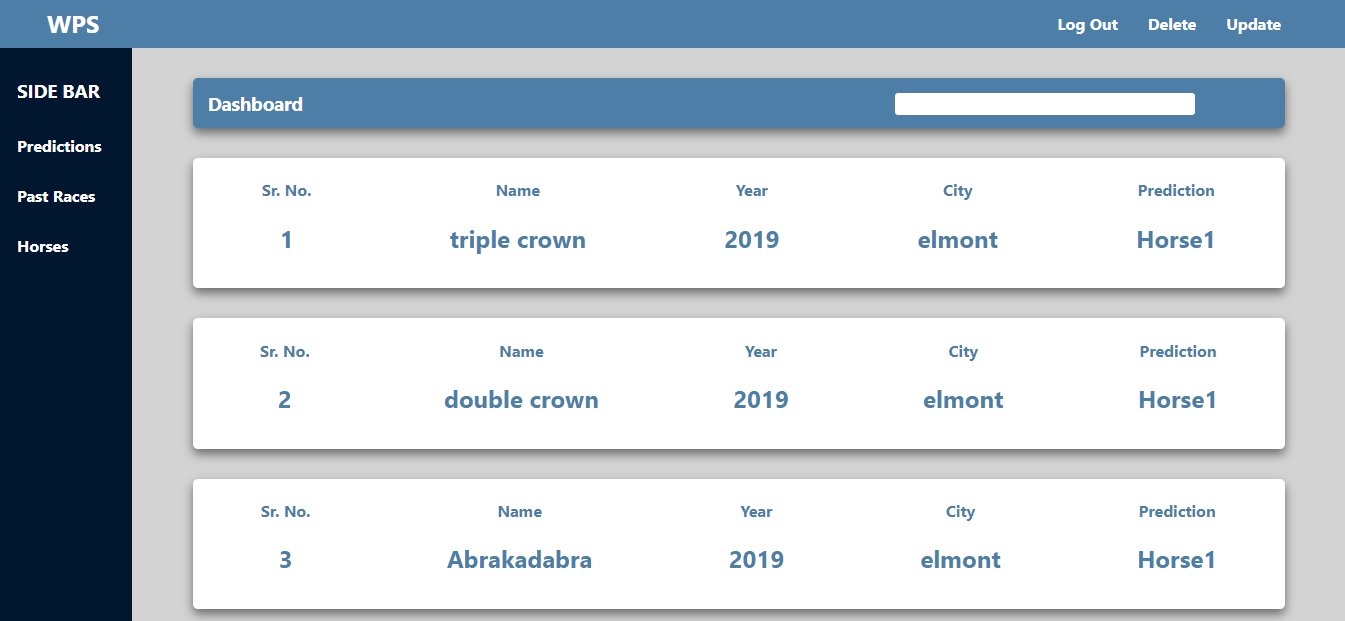 WPS Log Out Delete Update
SIDE BAR
Predictions
Past Races
Horses
Dashboard
Sr. No. Name Year City Prediction
1 triple crown 2019 elmont Horse1
Sr. No. Name Year City Prediction
2 double crown 2019 elmont Horse1
Sr. No. Name Year City Prediction
3 Abrakadabra 2019 elmont Horse1